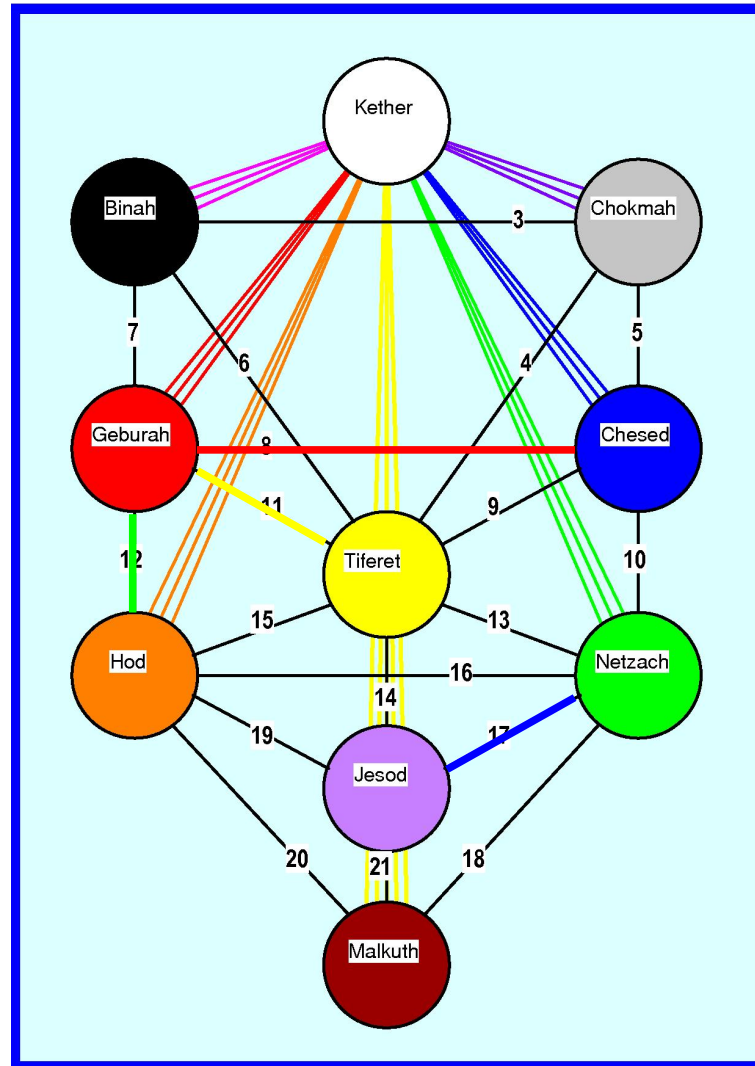 Kether
Binah
Chokmah
3
7
6
4
5
Geburah
8
Chesed
11
9
12
Tiferet
10
15
13
Hod
16
Netzach
14
19
17
Jesod
20
21
18
Malkuth